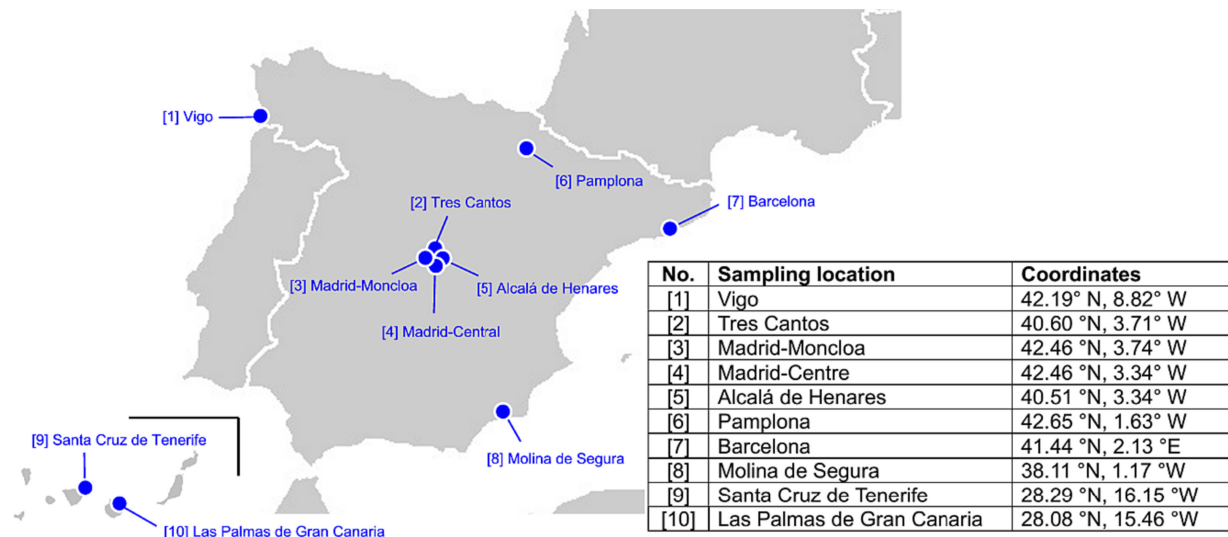 [1] Vigo
[6] Pamplona
[2] Tres Cantos
[7] Barcelona
[3] Madrid-Moncloa
[5] Alcalá de Henares
[4] Madrid-Central
[9] Santa Cruz de Tenerife
[8] Molina de Segura
[10] Las Palmas de Gran Canaria
No. Sampling location Coordinates
[1] Vigo 42.19° N, 8.82° W
[2] Tres Cantos 40.60 °N, 3.71° W
[3] Madrid-Moncloa 42.46 °N, 3.74° W
[4] Madrid-Centre 42.46 °N, 3.34° W
[5] Alcalá de Henares 40.51 °N, 3.34° W
[6] Pamplona 42.65 °N, 1.63° W
[7] Barcelona 41.44 °N, 2.13 °E
[8] Molina de Segura 38.11 °N, 1.17 °W
[9] Santa Cruz de Tenerife 28.29 °N, 16.15 °W
[10] Las Palmas de Gran Canaria 28.08 °N, 15.46 °W